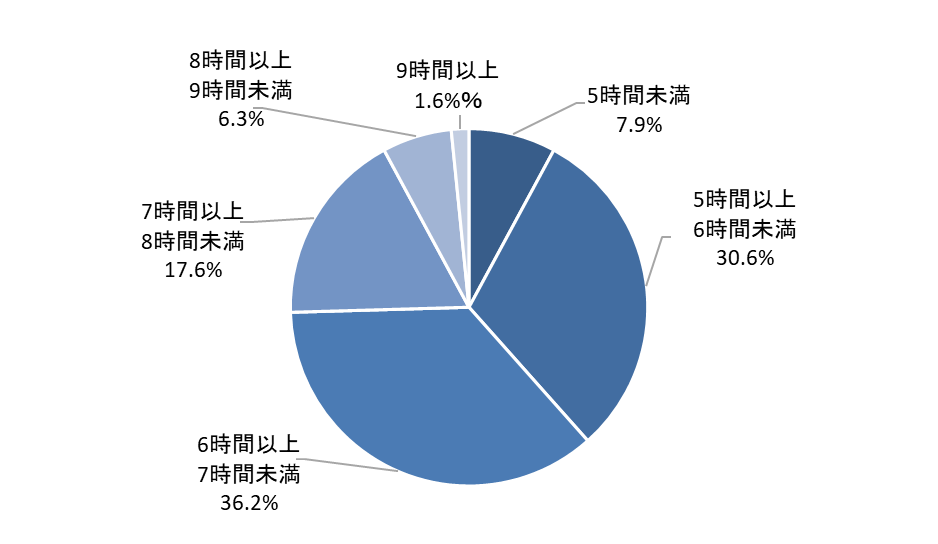 8時間以上
9時間未満
6.3%
9時間以上
1.6%%
5時間未満
7.9%
5時間以上
6時間未満
30.6%
7時間以上
8時間未満
17.6%
6時間以上
7時間未満
36.2%